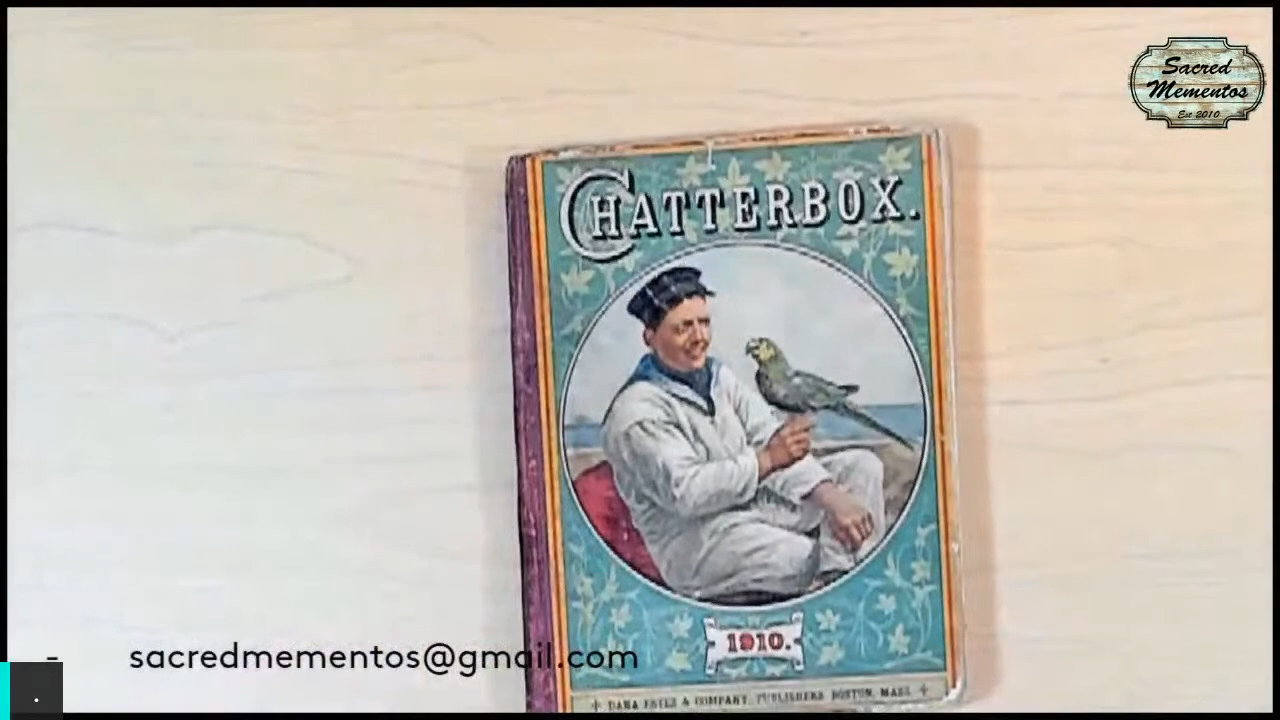 Sacred
Mementos
Est 2010
CHATTERBOX.
1910.
- sacredmementos@gmail.com
DANA ESTES & COMPANY, PUBLISHERS BOSTON, MASS.
.